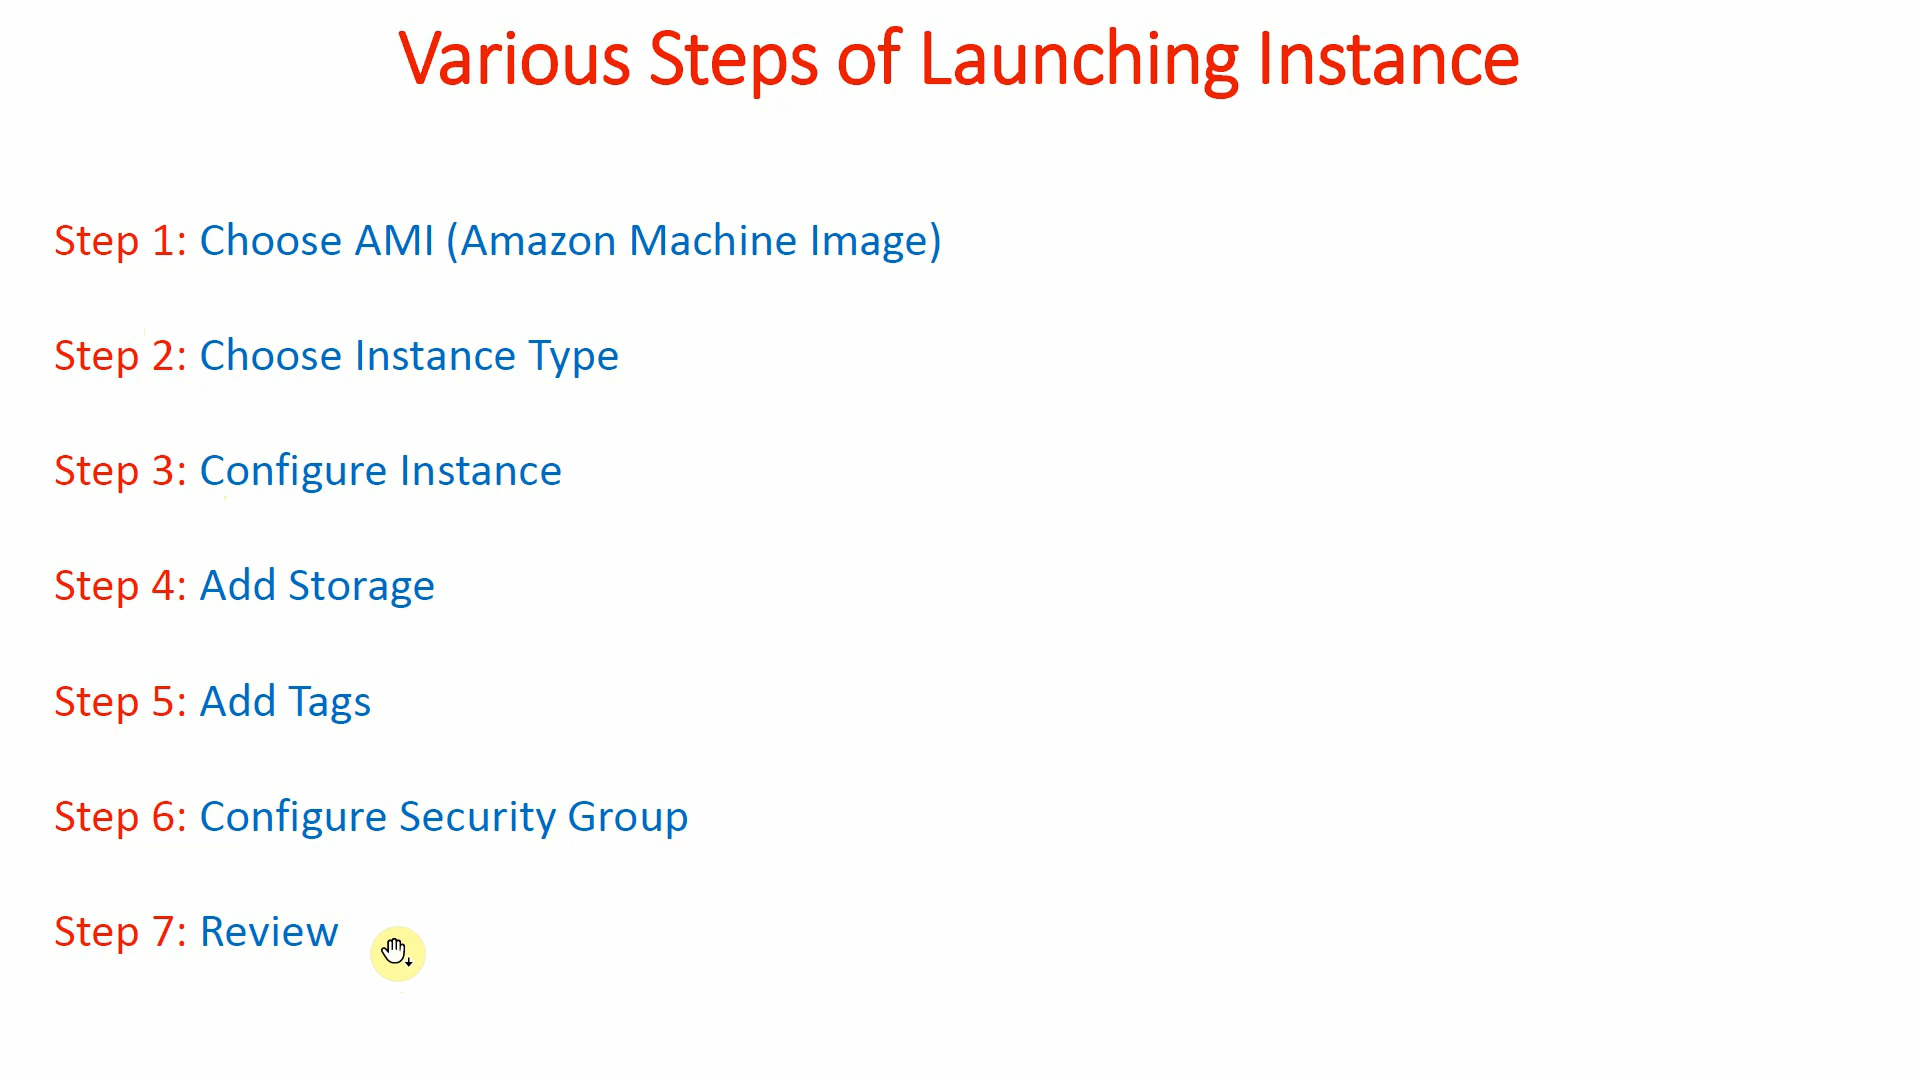 Various Steps of Launching Instance
Step 1: Choose AMI (Amazon Machine Image)
Step 2: Choose Instance Type
Step 3: Configure Instance
Step 4: Add Storage
Step 5: Add Tags
Step 6: Configure Security Group
Step 7: Review